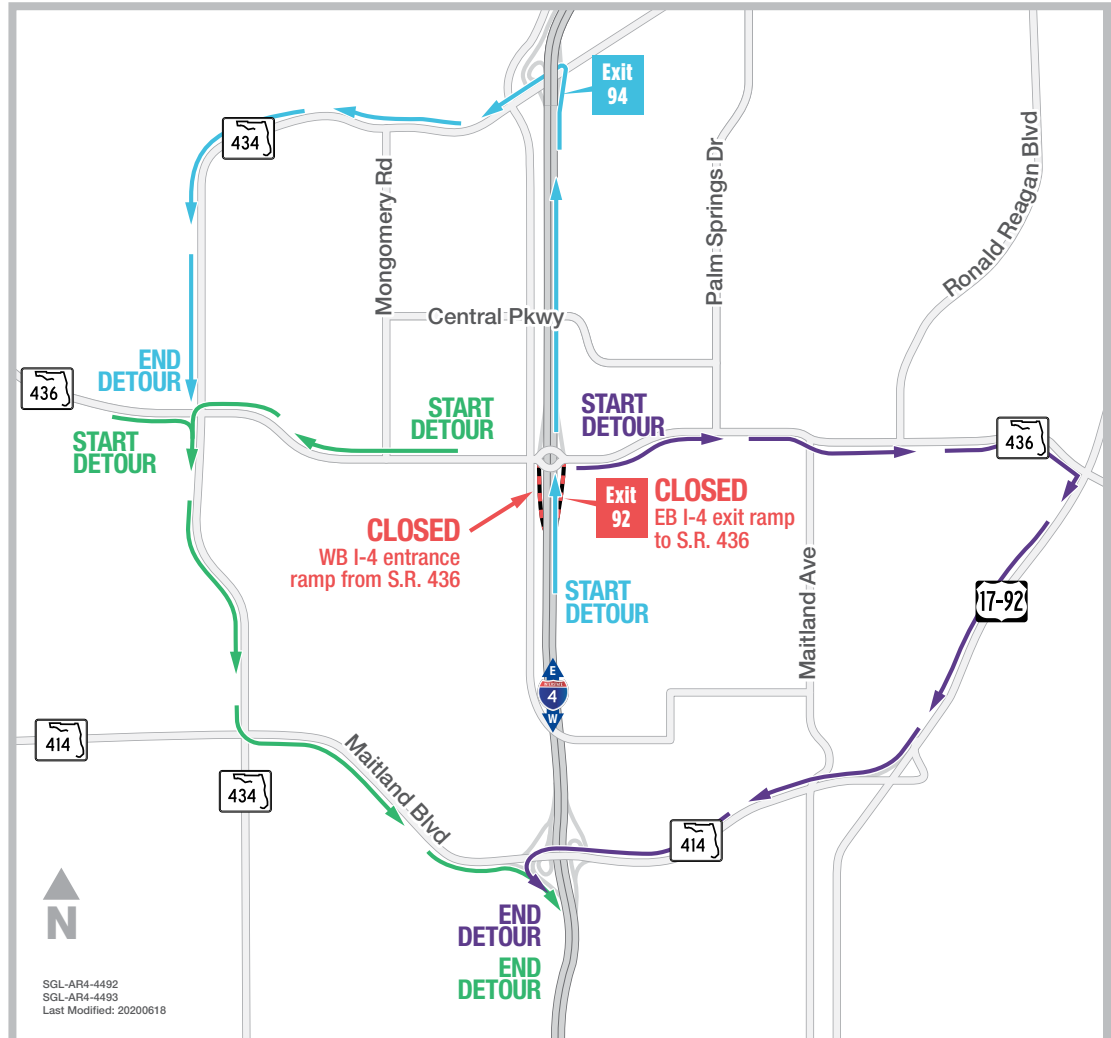 Exit
94
434
Mongomery Rd
Palm Springs Dr
Ronald Reagan Blvd
Central Pkwy
END
DETOUR
436
START
DETOUR
START
DETOUR
START
DETOUR
436
CLOSED
WB I-4 entrance
ramp from S.R. 436
Exit
92
CLOSED
EB I-4 exit ramp
to S.R. 436
START
DETOUR
Maitland Ave
17-92
E
4
W
414
434
Maitland Blvd
414
N
END
DETOUR
END
DETOUR
SGL-AR4-4492
SGL-AR4-4493
Last Modified: 20200618